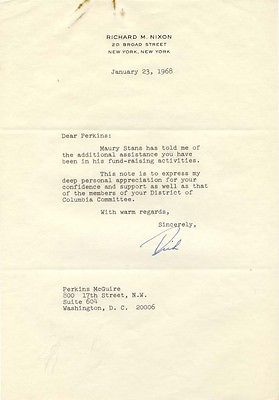 RICHARD M. NIXON
20 BROAD STREET
NEW YORK, NEW YORK
January 23, 1968
Dear Perkins:
Maury Stans has told me of
the additional assistance you have
been in his fund-raising activities.
This note is to express my
deep personal appreciation for your
confidence and support as well as that
of the members of your District of
Columbia Committee.
With warm regards,
Sincerely,
Dick
Perkins McGuire
800 17th Street, N.W.
Suite 604
Washington, D. C. 20006